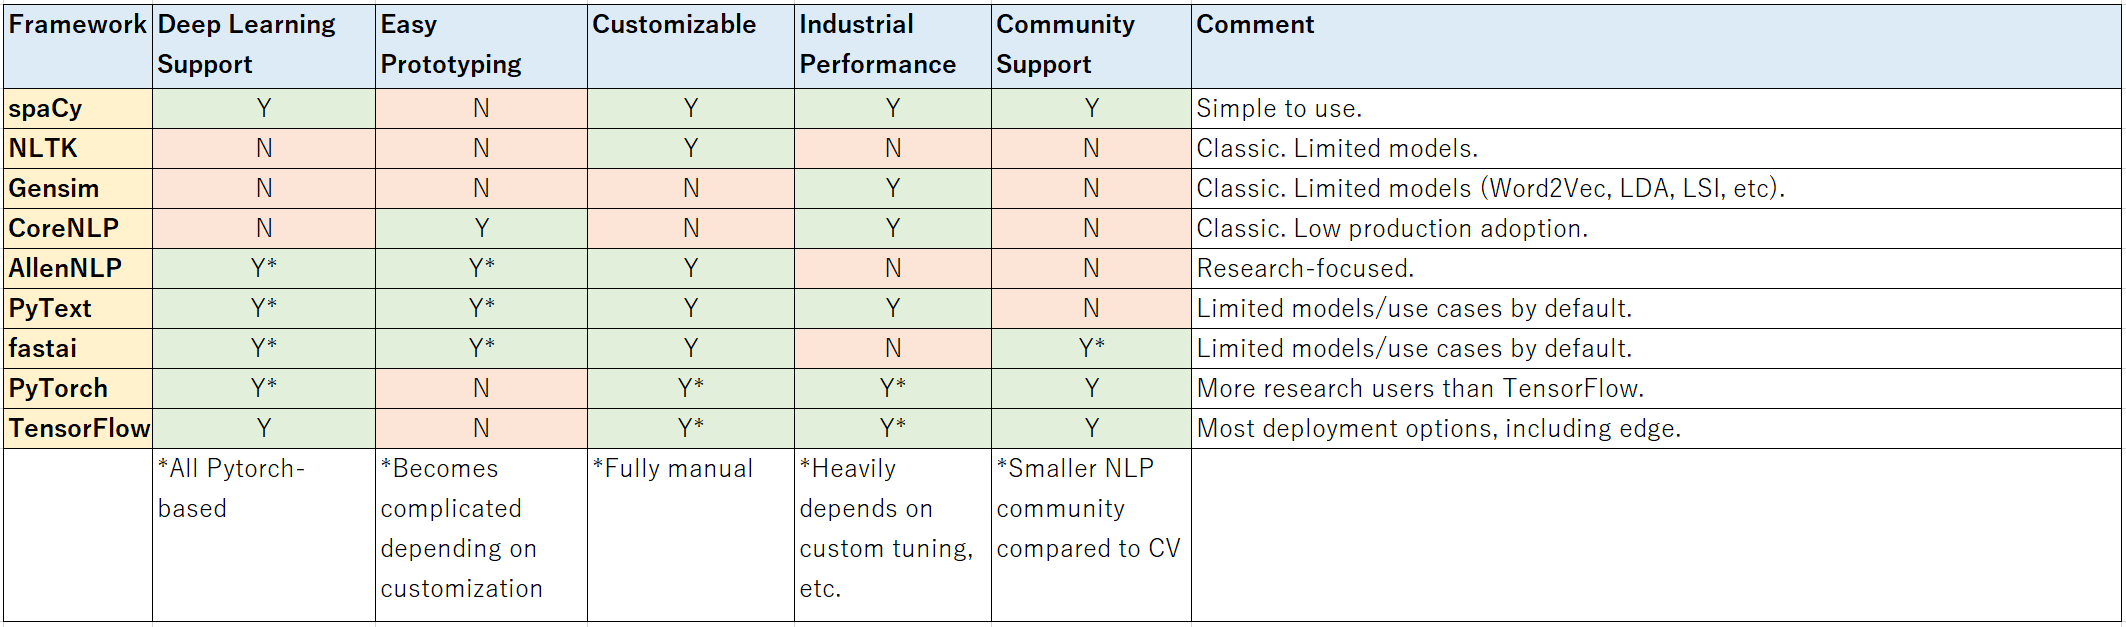 Framework Deep Learning Support Easy Prototyping Customizable Industrial Performance Community Support Comment
spaCy Y N Y Y Y Simple to use.
NLTK N N Y N N Classic. Limited models.
Gensim N N N Y N Classic. Limited models (Word2Vec, LDA, LSI, etc).
CoreNLP N Y N Y N Classic. Low production adoption.
AllenNLP Y* Y* Y N N Research-focused.
PyText Y* Y* Y Y N Limited models/use cases by default.
fastai Y* Y* Y N Y* Limited models/use cases by default.
PyTorch Y* N Y* Y* Y More research users than TensorFlow.
TensorFlow Y N Y* Y* Y Most deployment options, including edge.
*All Pytorch-based *Becomes complicated depending on customization *Fully manual *Heavily depends on custom tuning, etc. *Smaller NLP community compared to CV